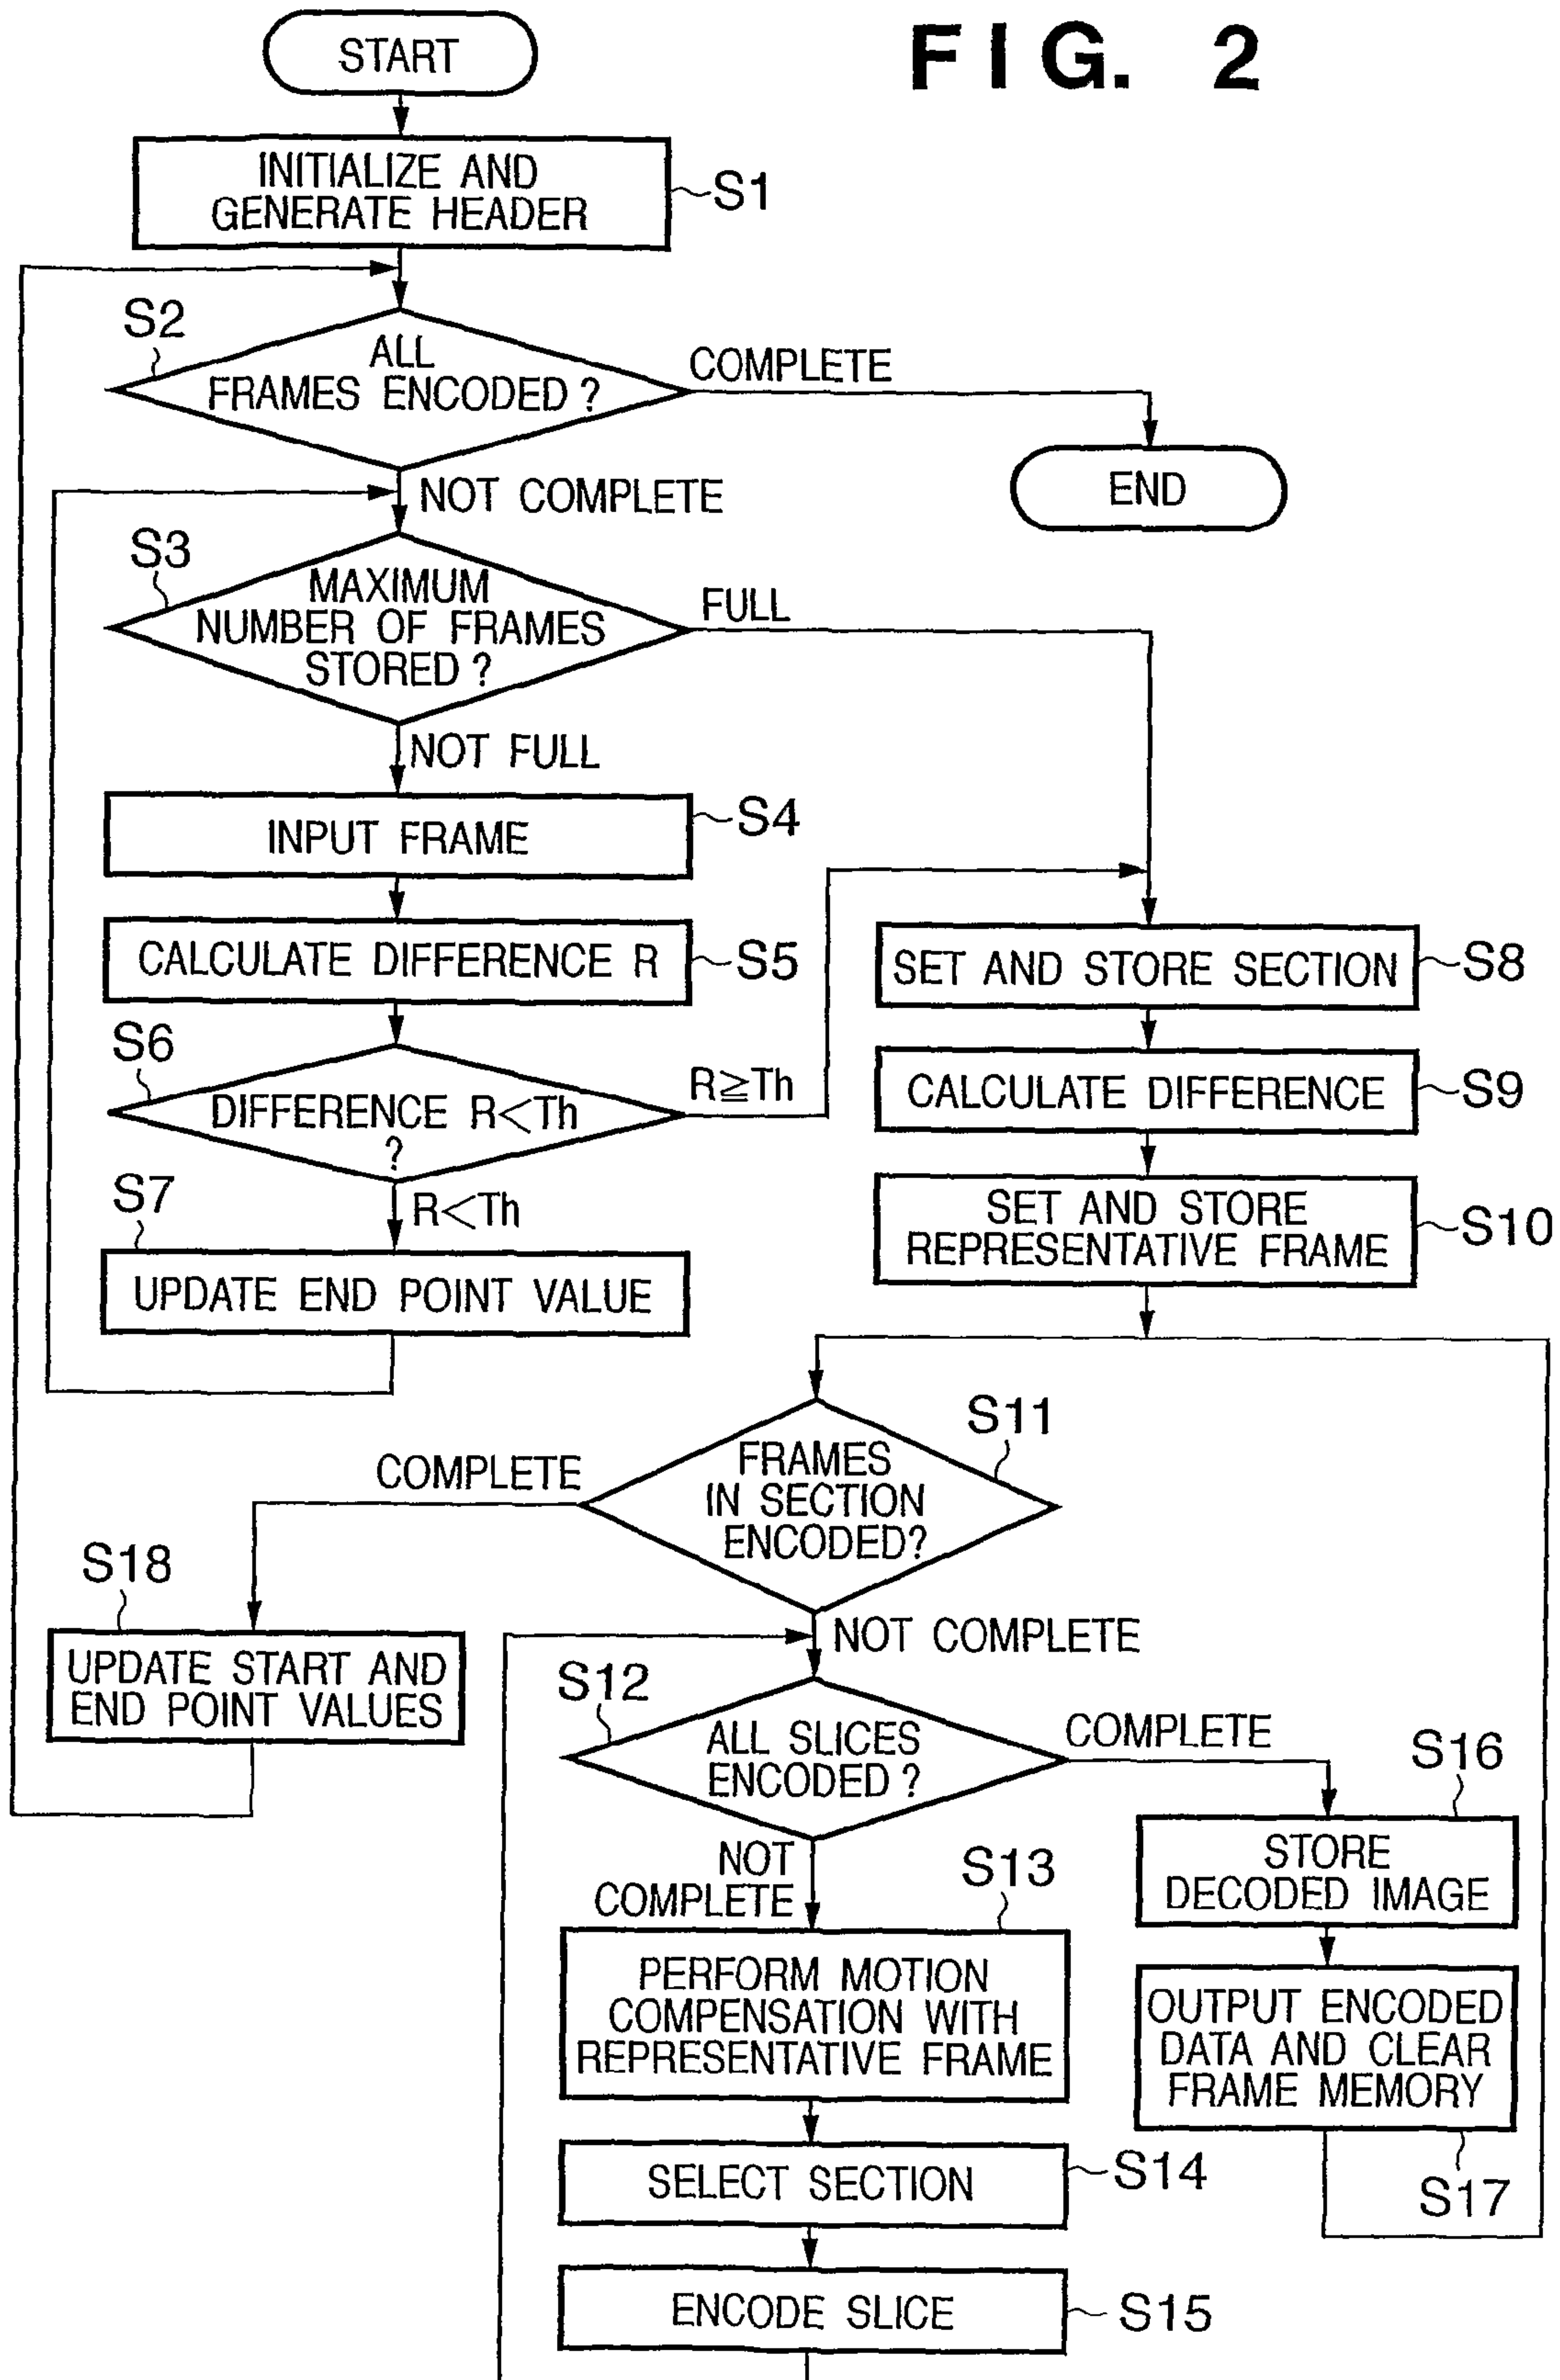 FIG. 2
START
INITIALIZE AND
GENERATE HEADER
S1
S2
ALL
FRAMES ENCODED ?
COMPLETE
END
NOT COMPLETE
S3
MAXIMUM
NUMBER OF FRAMES
STORED ?
FULL
NOT FULL
INPUT FRAME
S4
CALCULATE DIFFERENCE R
S5
S6
DIFFERENCE R<Th
?
R≧Th
R<Th
S7
UPDATE END POINT VALUE
SET AND STORE SECTION
S8
CALCULATE DIFFERENCE
S9
SET AND STORE
REPRESENTATIVE FRAME
S10
S11
FRAMES
IN SECTION
ENCODED?
COMPLETE
S18
UPDATE START AND
END POINT VALUES
NOT COMPLETE
S12
ALL SLICES
ENCODED ?
COMPLETE
NOT
COMPLETE
S13
PERFORM MOTION
COMPENSATION WITH
REPRESENTATIVE FRAME
SELECT SECTION
S14
ENCODE SLICE
S15
S16
STORE
DECODED IMAGE
OUTPUT ENCODED
DATA AND CLEAR
FRAME MEMORY
S17